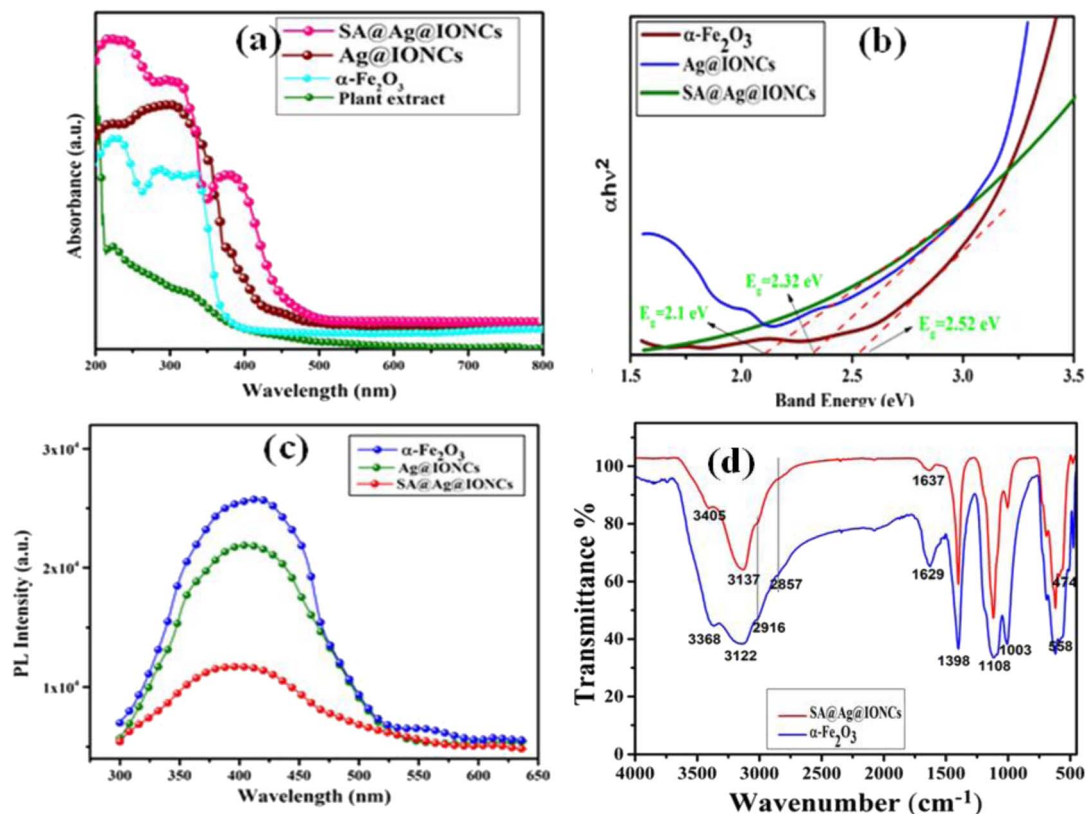 (a)
SA@Ag@IONCs
Ag@IONCs
α-Fe2O3
Plant extract
Absorbance (a.u.)
200 300 400 500 600 700 800
Wavelength (nm)
(b)
α-Fe2O3
Ag@IONCs
SA@Ag@IONCs
αhν²
Eg=2.32 eV
Eg=2.1 eV
Eg=2.52 eV
1.5 2.0 2.5 3.0 3.5
Band Energy (eV)
(c)
α-Fe2O3
Ag@IONCs
SA@Ag@IONCs
PL Intensity (a.u.)
3x10⁴
2x10⁴
1x10⁴
300 350 400 450 500 550 600 650
Wavelength (nm)
(d)
Transmittance %
100
80
60
40
20
0
3405
3137
2857
1637
474
3368
3122
2916
1629
1398
1108
1003
558
SA@Ag@IONCs
α-Fe2O3
4000 3500 3000 2500 2000 1500 1000 500
Wavenumber (cm⁻¹)